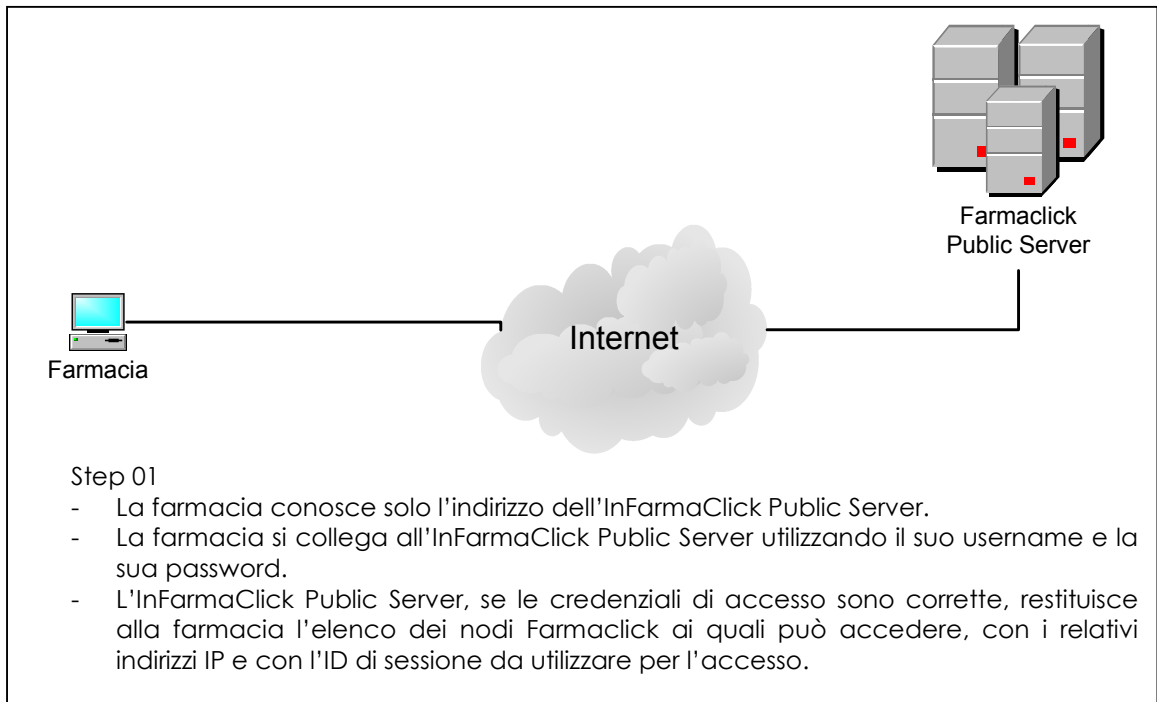 Farmaclick
Public Server
Internet
Farmacia
Step 01
- La farmacia conosce solo l’indirizzo dell’InFarmaClick Public Server.
- La farmacia si collega all’InFarmaClick Public Server utilizzando il suo username e la
sua password.
- L’InFarmaClick Public Server, se le credenziali di accesso sono corrette, restituisce
alla farmacia l’elenco dei nodi Farmaclick ai quali può accedere, con i relativi
indirizzi IP e con l’ID di sessione da utilizzare per l’accesso.